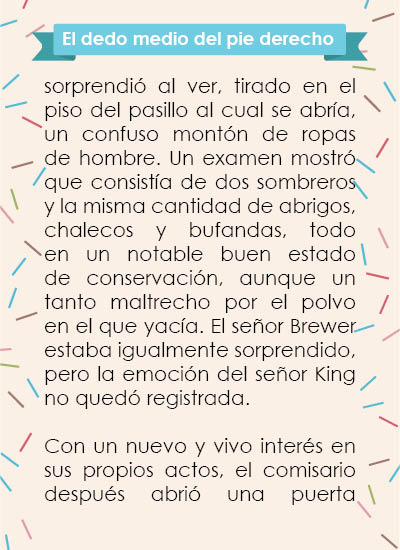 El dedo medio del pie derecho
sorprendió al ver, tirado en el
piso del pasillo al cual se abría,
un confuso montón de ropas
de hombre. Un examen mostró
que consistía de dos sombreros
y la misma cantidad de abrigos,
chalecos y bufandas, todo
en un notable buen estado
de conservación, aunque un
tanto maltrecho por el polvo
en el que yacía. El señor Brewer
estaba igualmente sorprendido,
pero la emoción del señor King
no quedó registrada.
Con un nuevo y vivo interés en
sus propios actos, el comisario
después abrió una puerta